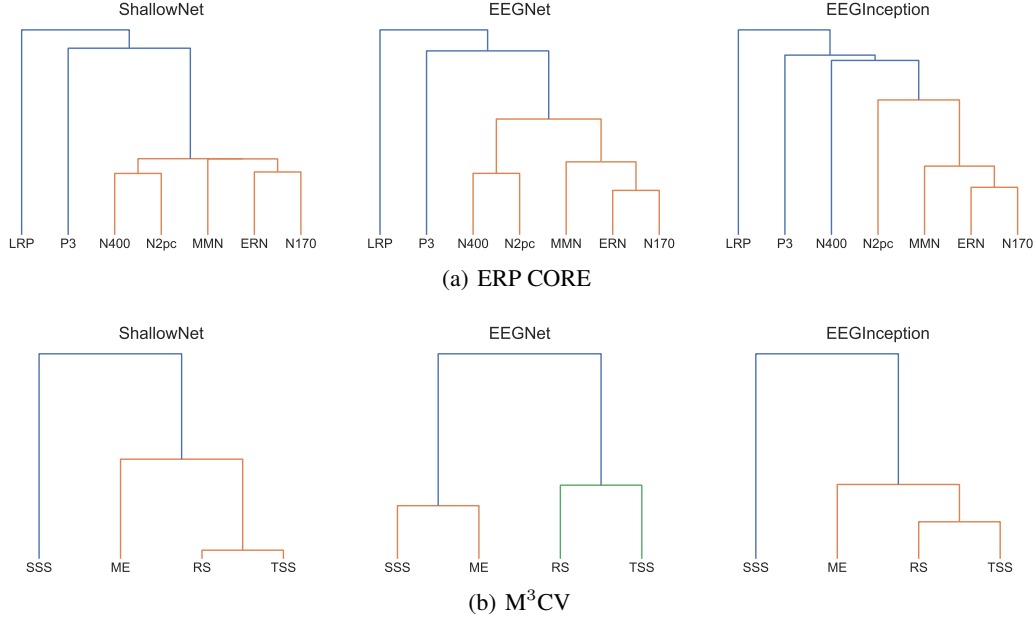 ShallowNet EEGNet EEGInception
LRP P3 N400 N2pc MMN ERN N170 LRP P3 N400 N2pc MMN ERN N170 LRP P3 N400 N2pc MMN ERN N170
(a) ERP CORE
ShallowNet EEGNet EEGInception
SSS ME RS TSS SSS ME RS TSS SSS ME RS TSS
(b) M³CV